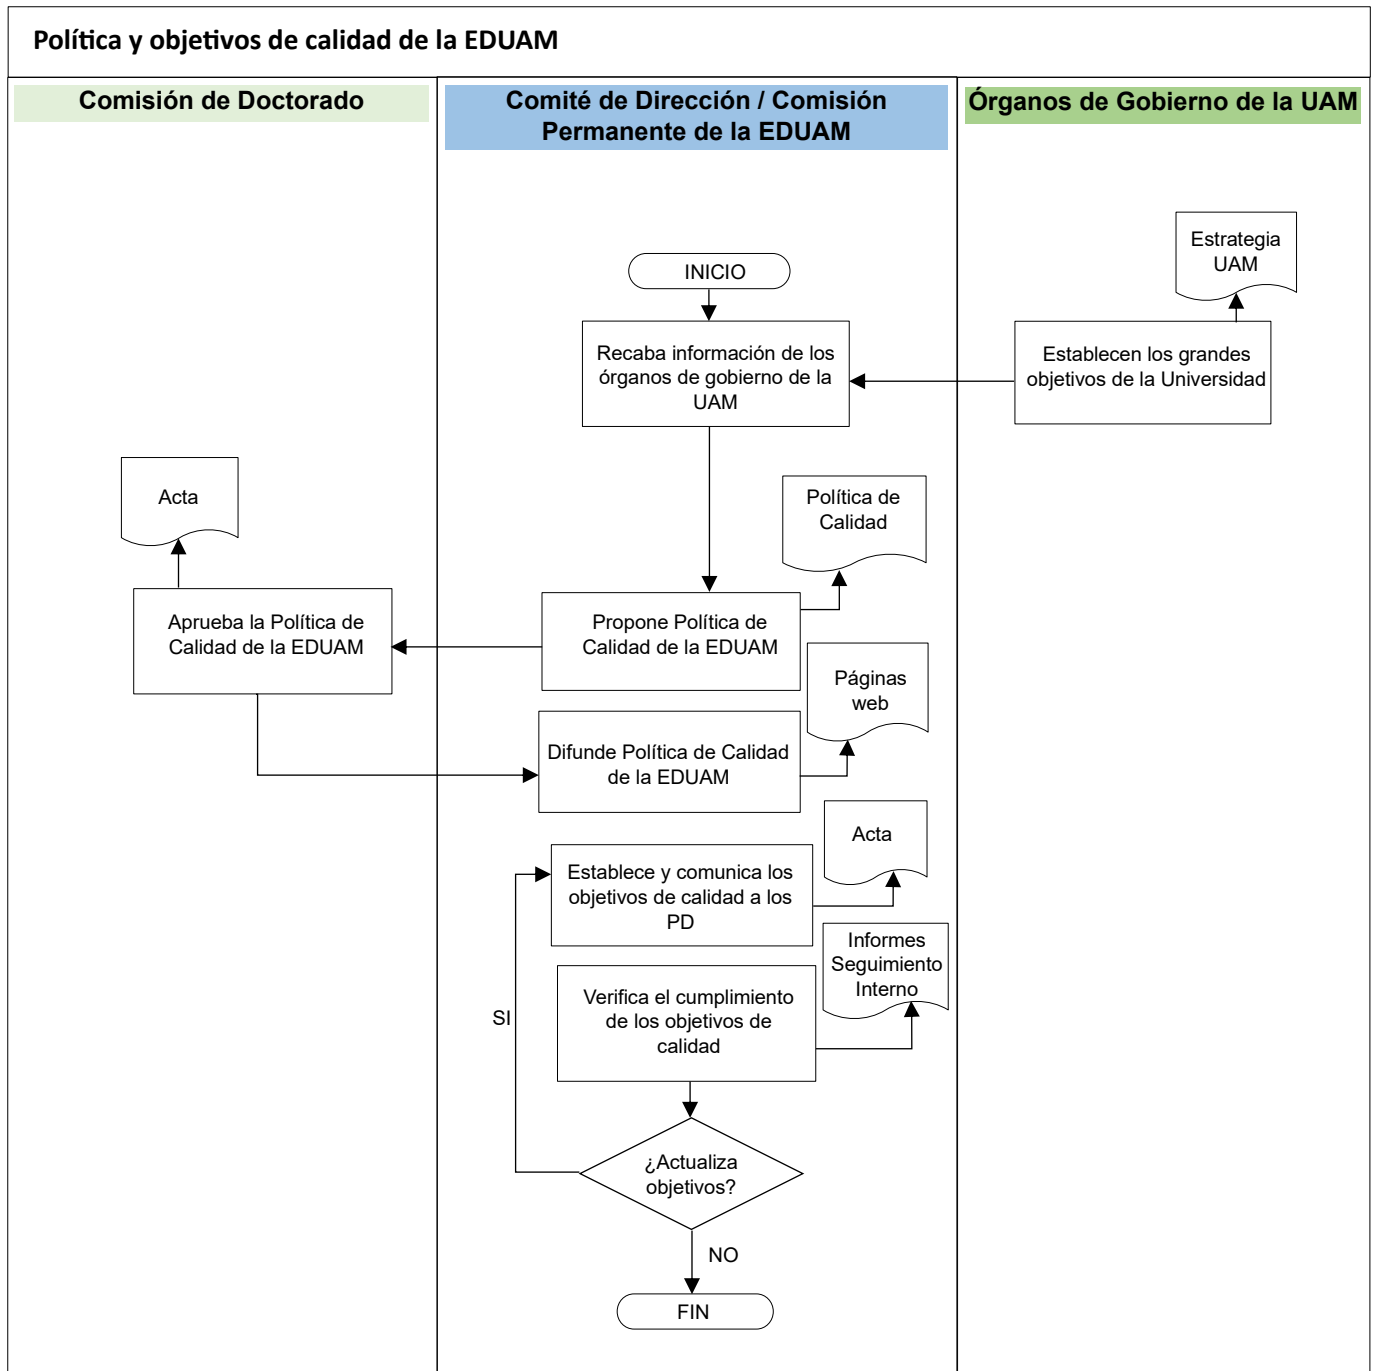 Política y objetivos de calidad de la EDUAM
Comisión de Doctorado
Comité de Dirección / Comisión
Permanente de la EDUAM
Órganos de Gobierno de la UAM
Estrategia
UAM
INICIO
Recaba información de los
órganos de gobierno de la
UAM
Establecen los grandes
objetivos de la Universidad
Acta
Política de
Calidad
Aprueba la Política de
Calidad de la EDUAM
Propone Política de
Calidad de la EDUAM
Páginas
web
Difunde Política de Calidad
de la EDUAM
Acta
Establece y comunica los
objetivos de calidad a los
PD
Informes
Seguimiento
Interno
Verifica el cumplimiento
de los objetivos de
calidad
SI
¿Actualiza
objetivos?
NO
FIN